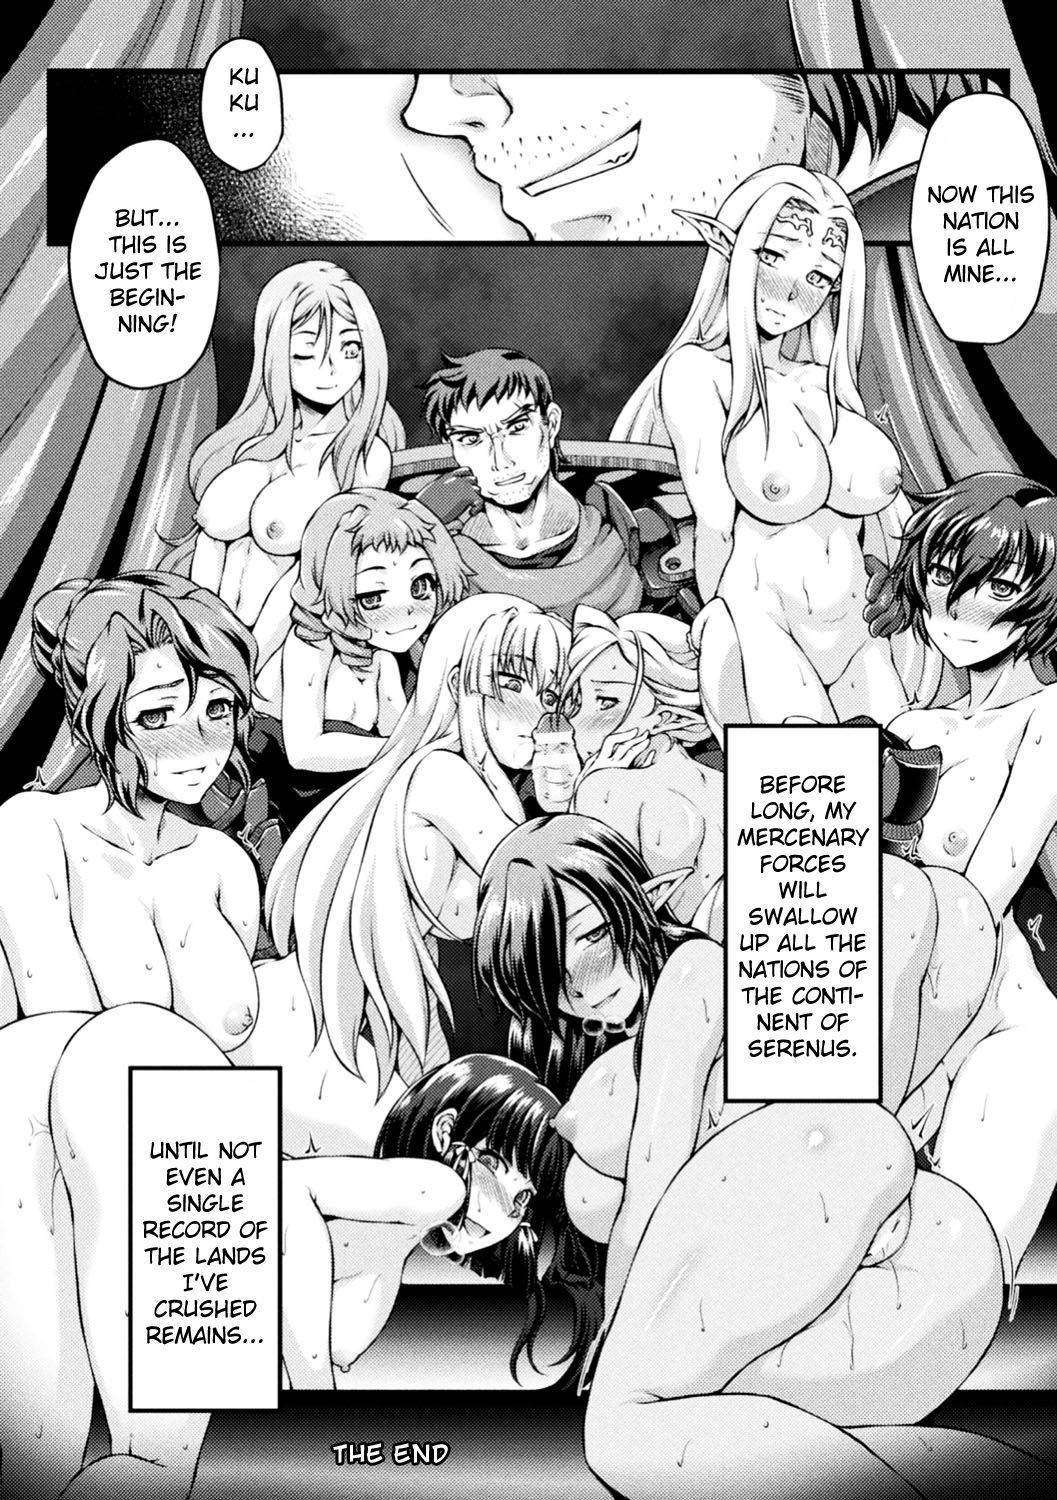 NOW THIS
NATION
IS ALL
MINE...
KU
KU
...
BUT...
THIS IS
JUST THE
BEGIN-
NING!
BEFORE
LONG, MY
MERCENARY
FORCES
WILL
SWALLOW
UP ALL THE
NATIONS OF
THE CONTI-
NENT OF
SERENUS.
UNTIL NOT
EVEN A
SINGLE
RECORD OF
THE LANDS
I'VE
CRUSHED
REMAINS...
THE END